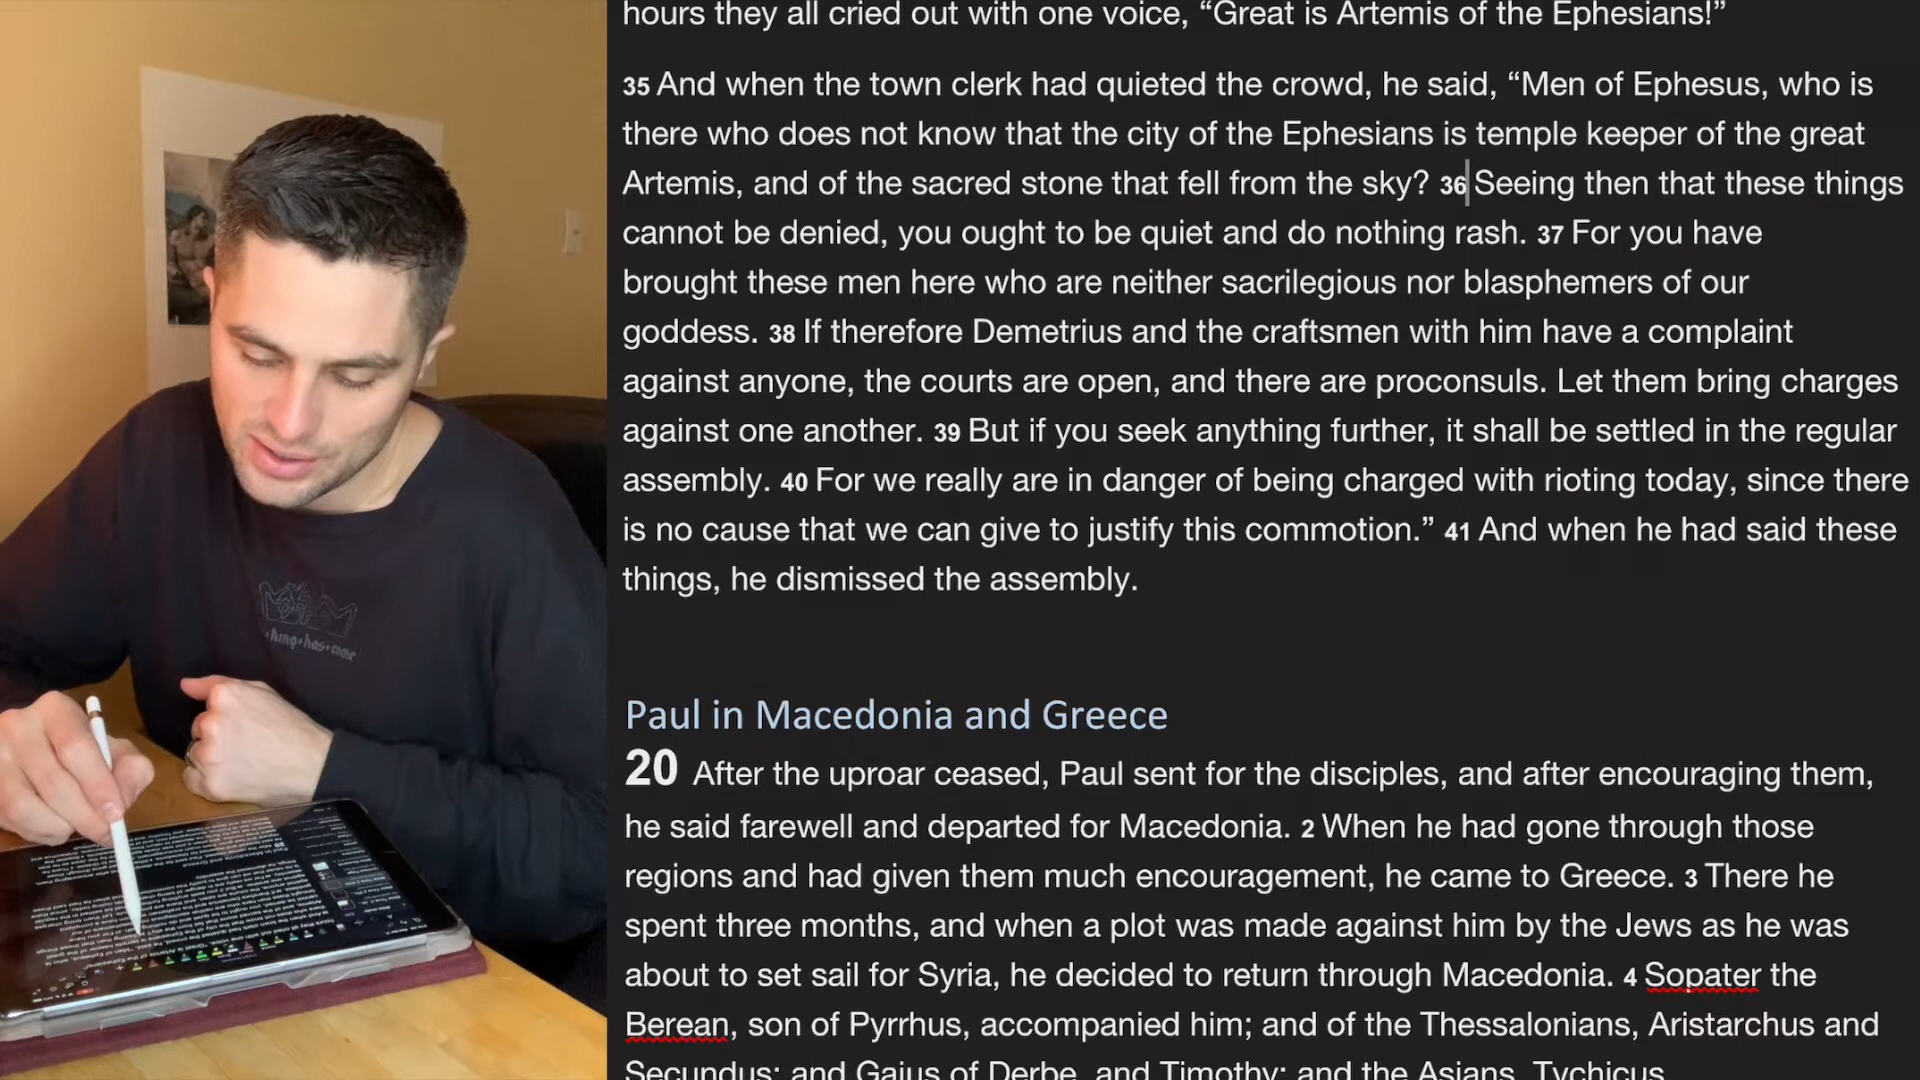 hours they all cried out with one voice, “Great is Artemis of the Ephesians!”
35 And when the town clerk had quieted the crowd, he said, “Men of Ephesus, who is
there who does not know that the city of the Ephesians is temple keeper of the great
Artemis, and of the sacred stone that fell from the sky? 36 Seeing then that these things
cannot be denied, you ought to be quiet and do nothing rash. 37 For you have
brought these men here who are neither sacrilegious nor blasphemers of our
goddess. 38 If therefore Demetrius and the craftsmen with him have a complaint
against anyone, the courts are open, and there are proconsuls. Let them bring charges
against one another. 39 But if you seek anything further, it shall be settled in the regular
assembly. 40 For we really are in danger of being charged with rioting today, since there
is no cause that we can give to justify this commotion.” 41 And when he had said these
things, he dismissed the assembly.
Paul in Macedonia and Greece
20 After the uproar ceased, Paul sent for the disciples, and after encouraging them,
he said farewell and departed for Macedonia. 2 When he had gone through those
regions and had given them much encouragement, he came to Greece. 3 There he
spent three months, and when a plot was made against him by the Jews as he was
about to set sail for Syria, he decided to return through Macedonia. 4 Sopater the
Berean, son of Pyrrhus, accompanied him; and of the Thessalonians, Aristarchus and
Secundus; and Gaius of Derbe, and Timothy; and the Asians, Tychicus